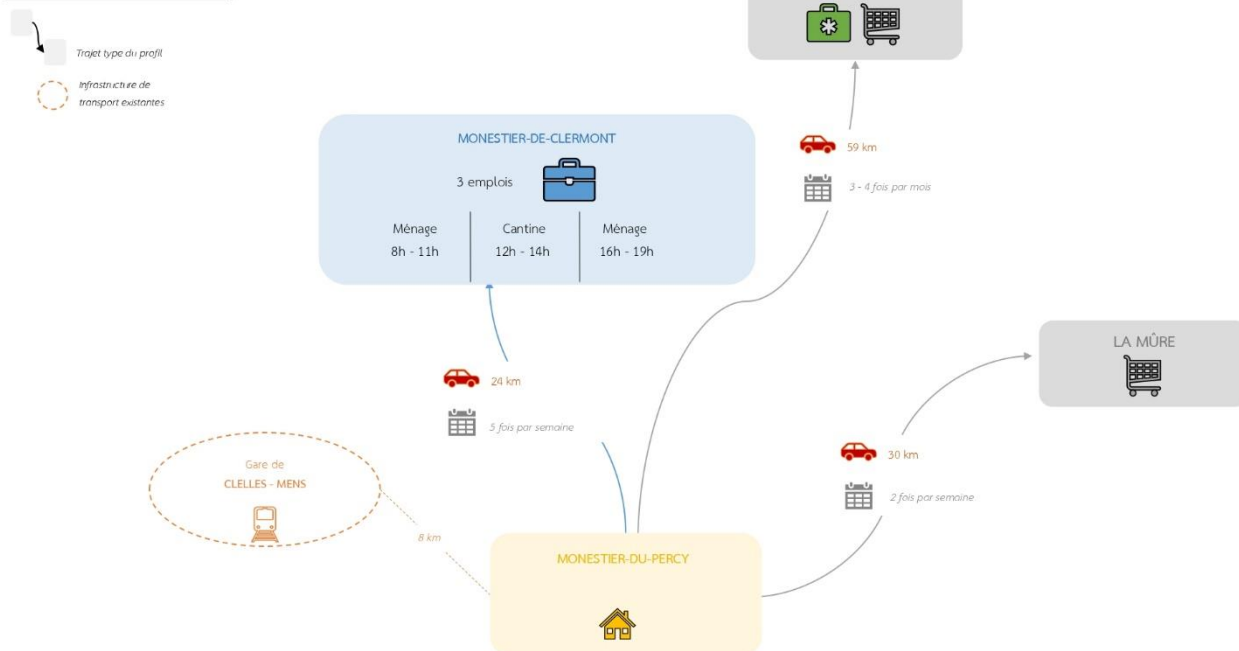 Trajet type du profil
Infrastructure de
transport existantes
MONESTIER-DE-CLERMONT
3 emplois
Ménage
8h - 11h
Cantine
12h - 14h
Ménage
16h - 19h
59 km
3 - 4 fois par mois
LA MÛRE
24 km
5 fois par semaine
30 km
2 fois par semaine
Gare de
CLELLES - MENS
8 km
MONESTIER-DU-PERCY